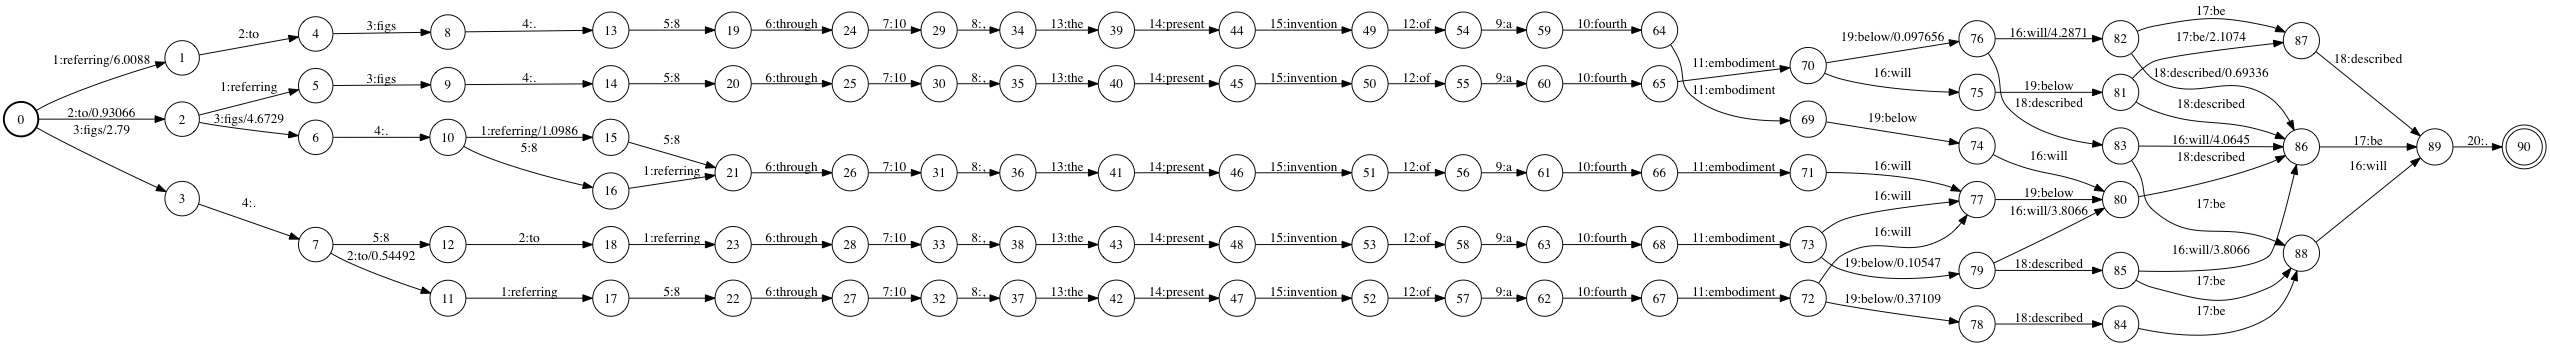 0 1:referring/6.0088 1 2:to 4 3:figs 8 4:. 13 5:8 19 6:through 24 7:10 29 8:, 34 13:the 39 14:present 44 15:invention 49 12:of 54 9:a 59 10:fourth 64 11:embodiment 69 19:below 74 16:will 80 18:described 86 17:be 89 20:. 90
2:to/0.93066 2 1:referring 5 3:figs 9 4:. 14 5:8 20 6:through 25 7:10 30 8:, 35 13:the 40 14:present 45 15:invention 50 12:of 55 9:a 60 10:fourth 65 11:embodiment 70 19:below/0.097656 76 16:will/4.2871 82 17:be 87 18:described
16:will 75 19:below 81 17:be/2.1074
18:described/0.69336
18:described
18:described 83 16:will/4.0645
17:be
3:figs/4.6729 6 4:. 10 1:referring/1.0986 15 5:8 21 6:through 26 7:10 31 8:, 36 13:the 41 14:present 46 15:invention 51 12:of 56 9:a 61 10:fourth 66 11:embodiment 71 16:will 77 19:below
5:8 16 1:referring
3:figs/2.79 3 4:. 7 5:8 12 2:to 18 1:referring 23 6:through 28 7:10 33 8:, 38 13:the 43 14:present 48 15:invention 53 12:of 58 9:a 63 10:fourth 68 11:embodiment 73 16:will
19:below/0.10547 79 16:will/3.8066
18:described 85 16:will/3.8066
17:be 88 16:will
2:to/0.54492 11 1:referring 17 5:8 22 6:through 27 7:10 32 8:, 37 13:the 42 14:present 47 15:invention 52 12:of 57 9:a 62 10:fourth 67 11:embodiment 72 16:will
19:below/0.37109 78 18:described 84 17:be